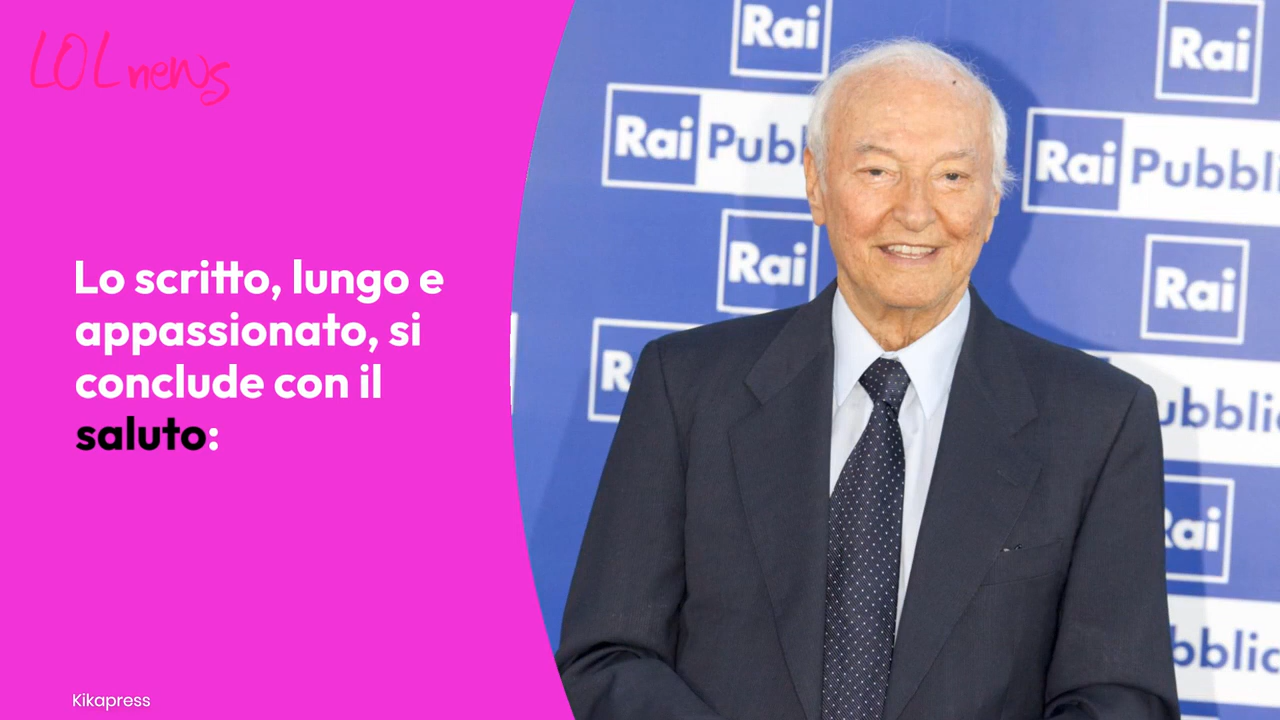 LOL news
Lo scritto, lungo e
appassionato, si
conclude con il
saluto:
Kikapress
Rai
Rai
Rai Pubbl
Rai Pubbli
Rai
Rai
R
ubblic
Rai
bblic